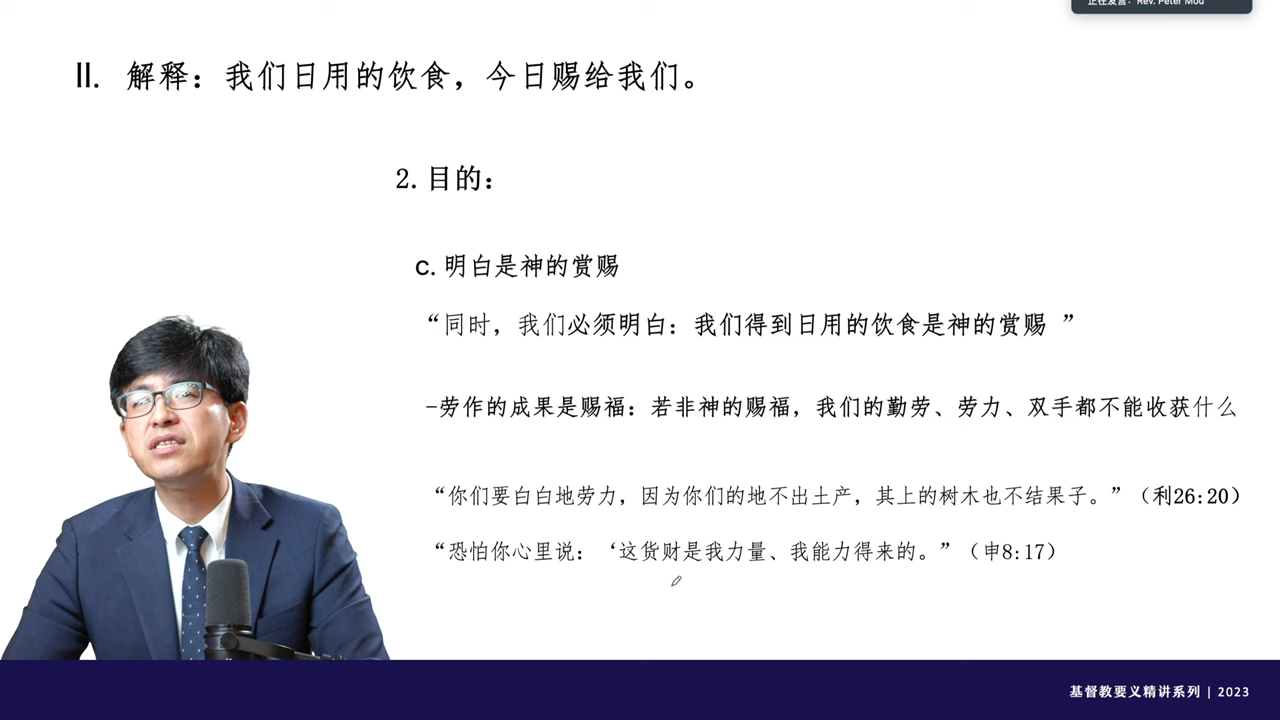 正在发言: Rev. Peter Mou
II. 解释：我们日用的饮食，今日赐给我们。
2. 目的：
c. 明白是神的赏赐
“同时，我们必须明白：我们得到日用的饮食是神的赏赐 ”
-劳作的成果是赐福：若非神的赐福，我们的勤劳、劳力、双手都不能收获什么
“你们要白白地劳力，因为你们的地不出土产，其上的树木也不结果子。”（利26:20）
“恐怕你心里说：‘这货财是我力量、我能力得来的。”（申8:17）
基督教要义精讲系列 | 2023